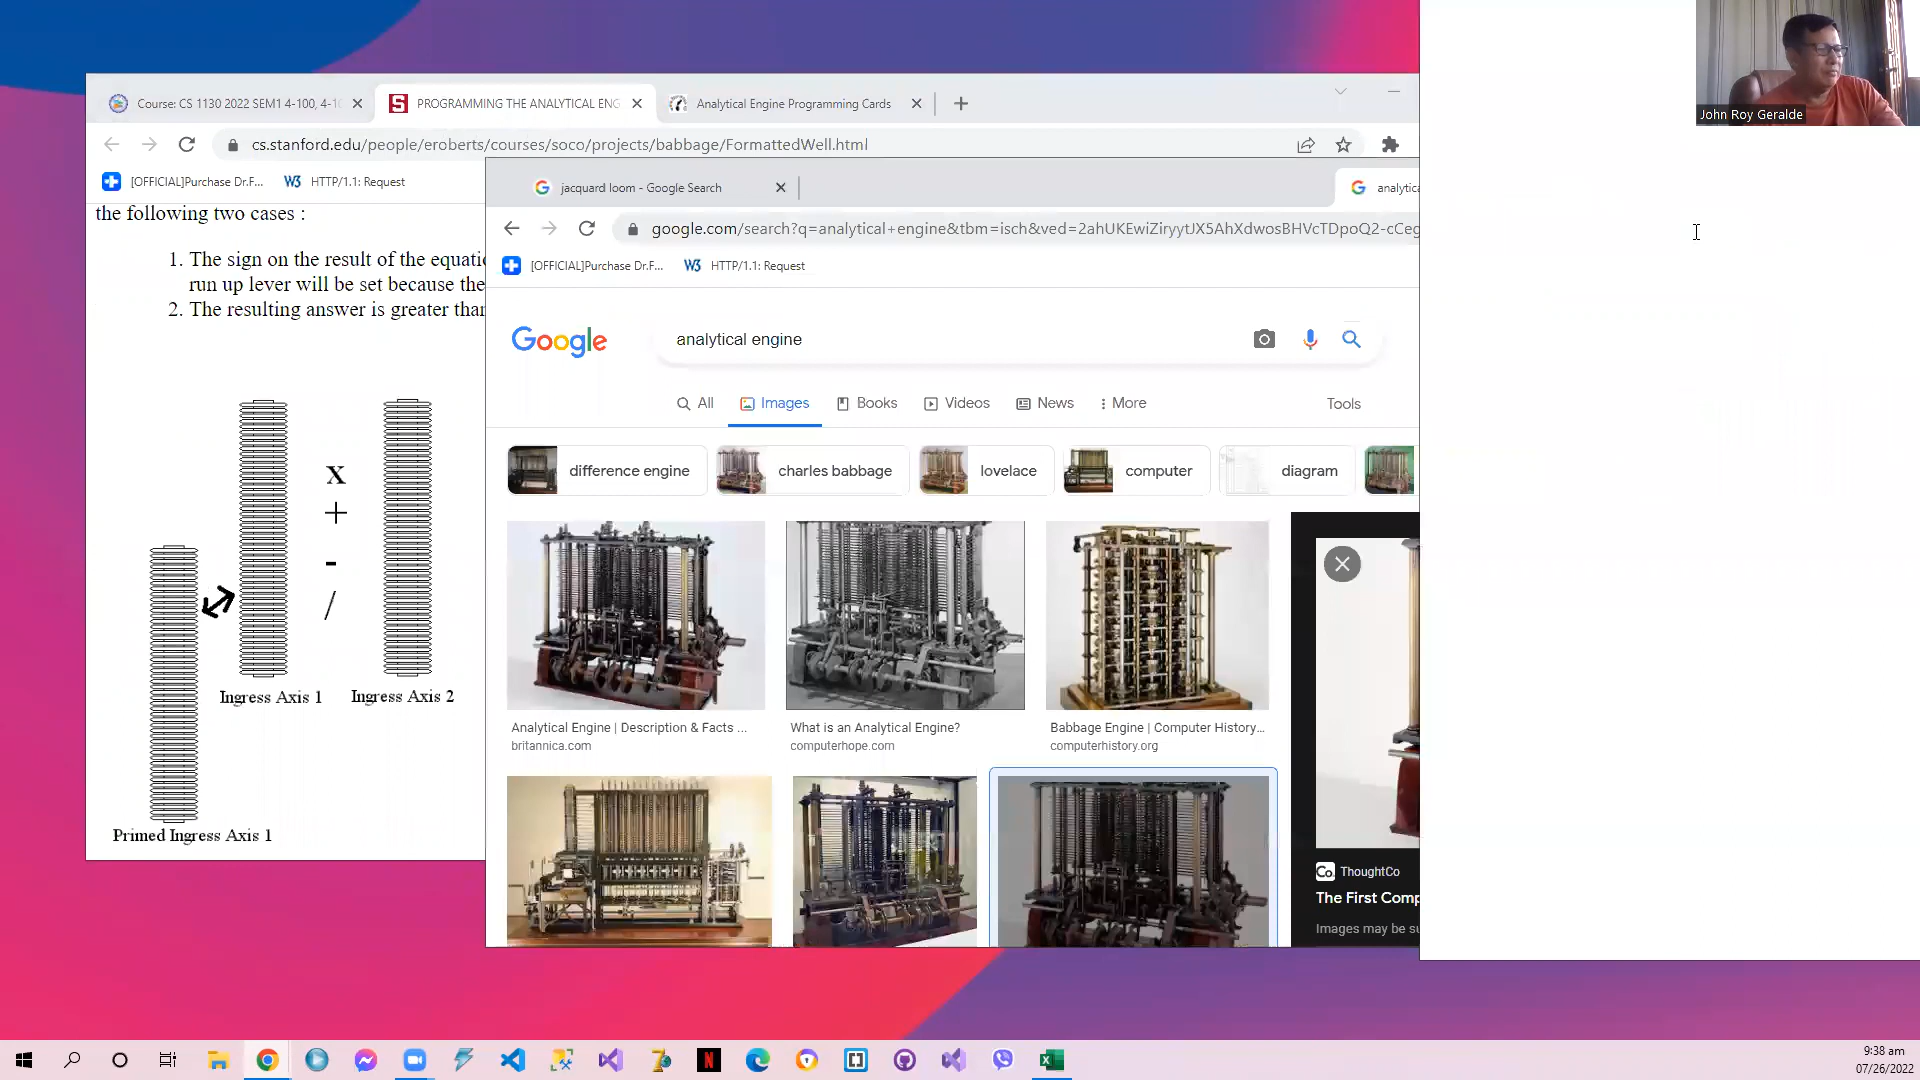 Course: CS 1130 2022 SEM1 4-100, 4-1
PROGRAMMING THE ANALYTICAL ENG
Analytical Engine Programming Cards
cs.stanford.edu/people/eroberts/courses/soco/projects/babbage/FormattedWell.html
[OFFICIAL]Purchase Dr.F...
W3 HTTP/1.1: Request
the following two cases :
1. The sign on the result of the equatio
run up lever will be set because the
2. The resulting answer is greater than
X
+
-
/
Ingress Axis 1
Ingress Axis 2
Primed Ingress Axis 1
jacquard loom - Google Search
analytica
google.com/search?q=analytical+engine&tbm=isch&ved=2ahUKEwiZiryytJX5AhXdwosBHVcTDpoQ2-cCeg
[OFFICIAL]Purchase Dr.F...
W3 HTTP/1.1: Request
Google
analytical engine
All
Images
Books
Videos
News
More
Tools
difference engine
charles babbage
lovelace
computer
diagram
Analytical Engine | Description & Facts ...
britannica.com
What is an Analytical Engine?
computerhope.com
Babbage Engine | Computer History...
computerhistory.org
Co. ThoughtCo
The First Comp
Images may be su
John Roy Geralde
9:38 am
07/26/2022